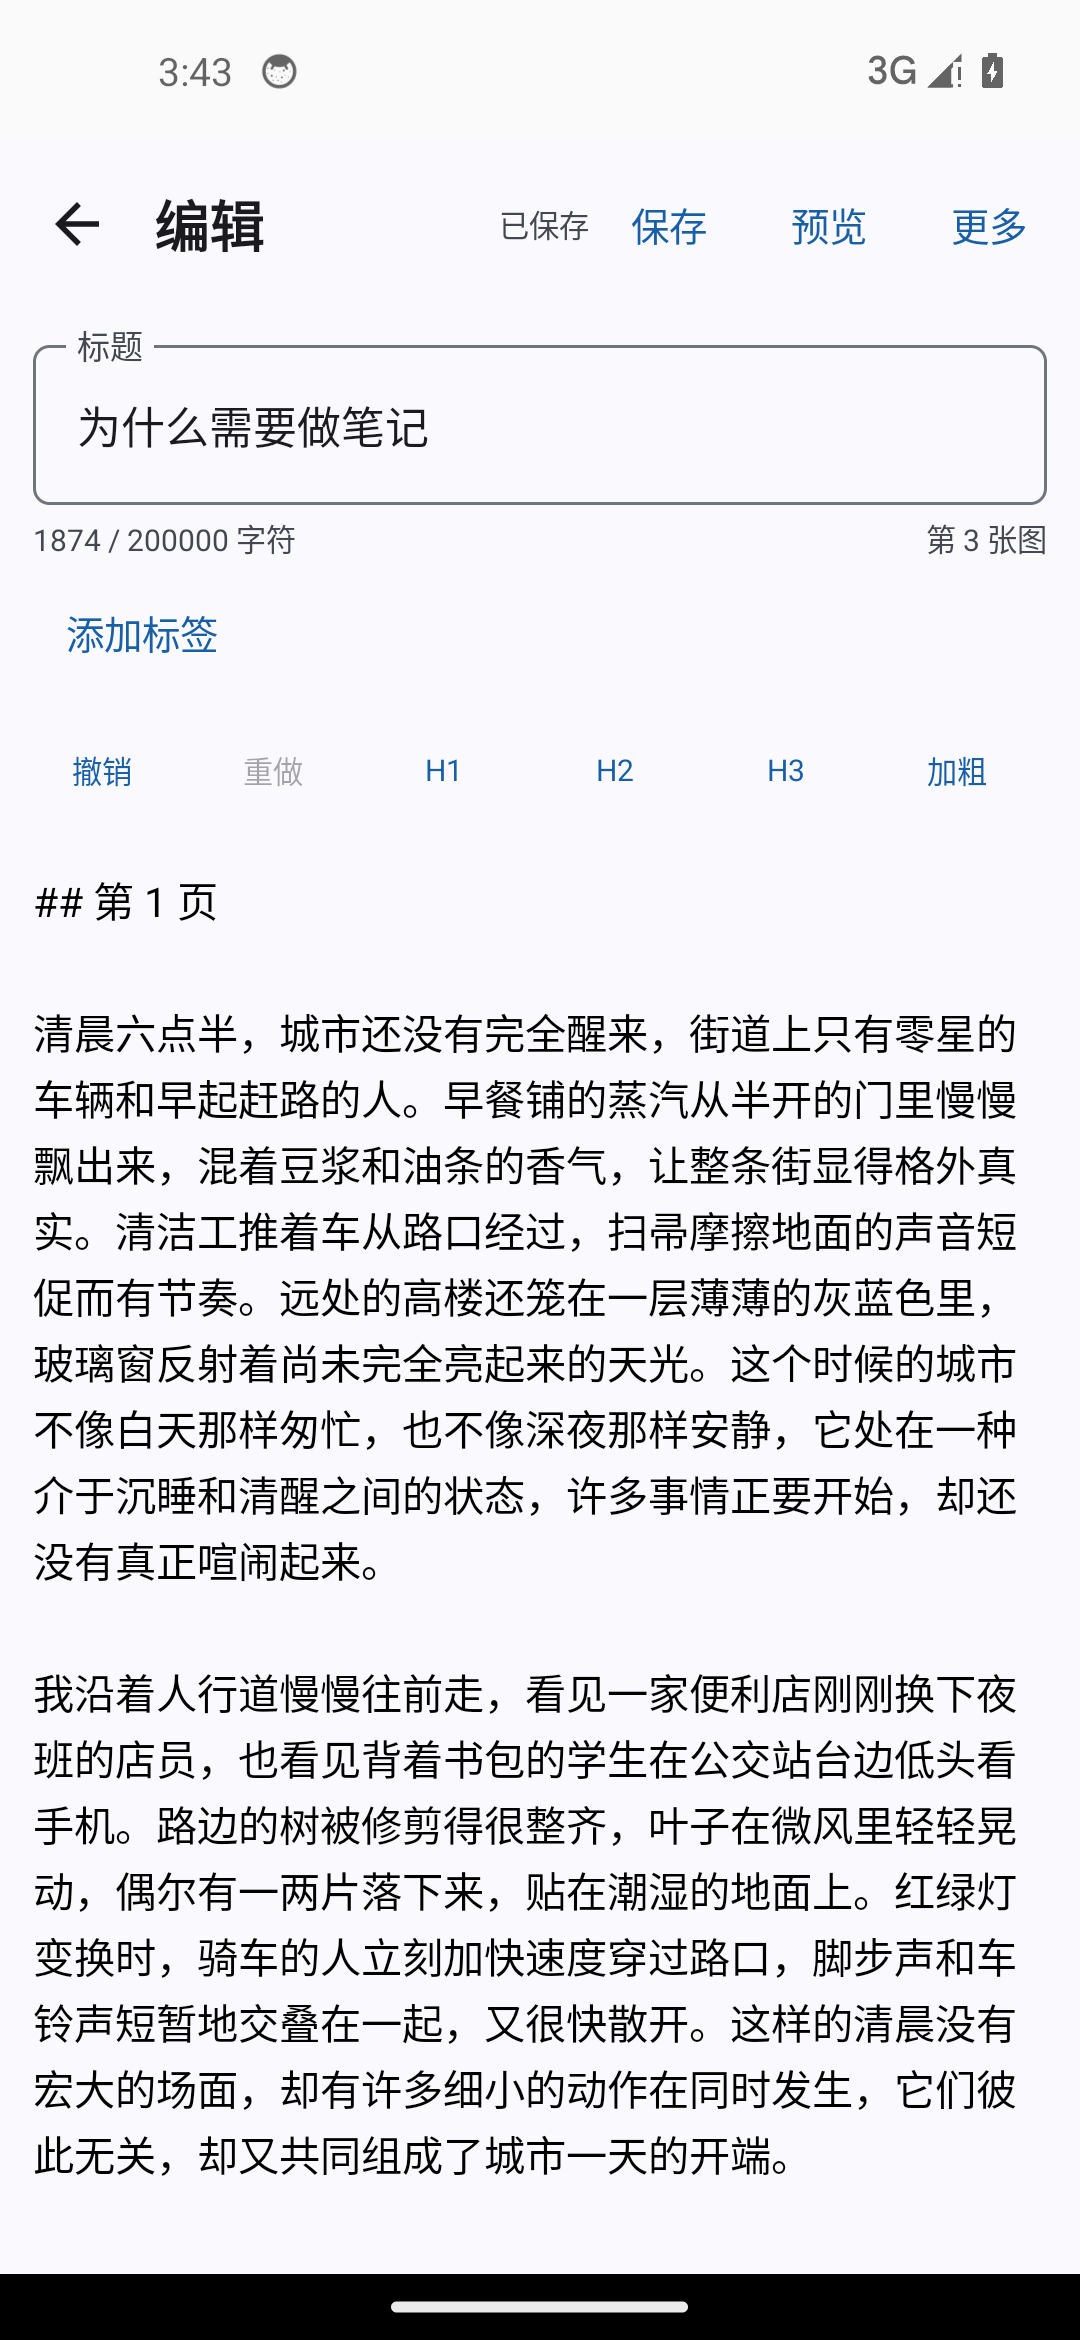 3:43
3G
编辑
已保存
保存
预览
更多
标题
为什么需要做笔记
1874 / 200000 字符
第 3 张图
添加标签
撤销
重做
H1
H2
H3
加粗
## 第 1 页
清晨六点半，城市还没有完全醒来，街道上只有零星的
车辆和早起赶路的人。早餐铺的蒸汽从半开的门里慢慢
飘出来，混着豆浆和油条的香气，让整条街显得格外真
实。清洁工推着车从路口经过，扫帚摩擦地面的声音短
促而有节奏。远处的高楼还笼在一层薄薄的灰蓝色里，
玻璃窗反射着尚未完全亮起来的天光。这个时候的城市
不像白天那样匆忙，也不像深夜那样安静，它处在一种
介于沉睡和清醒之间的状态，许多事情正要开始，却还
没有真正喧闹起来。
我沿着人行道慢慢往前走，看见一家便利店刚刚换下夜
班的店员，也看见背着书包的学生在公交站台边低头看
手机。路边的树被修剪得很整齐，叶子在微风里轻轻晃
动，偶尔有一两片落下来，贴在潮湿的地面上。红绿灯
变换时，骑车的人立刻加快速度穿过路口，脚步声和车
铃声短暂地交叠在一起，又很快散开。这样的清晨没有
宏大的场面，却有许多细小的动作在同时发生，它们彼
此无关，却又共同组成了城市一天的开端。